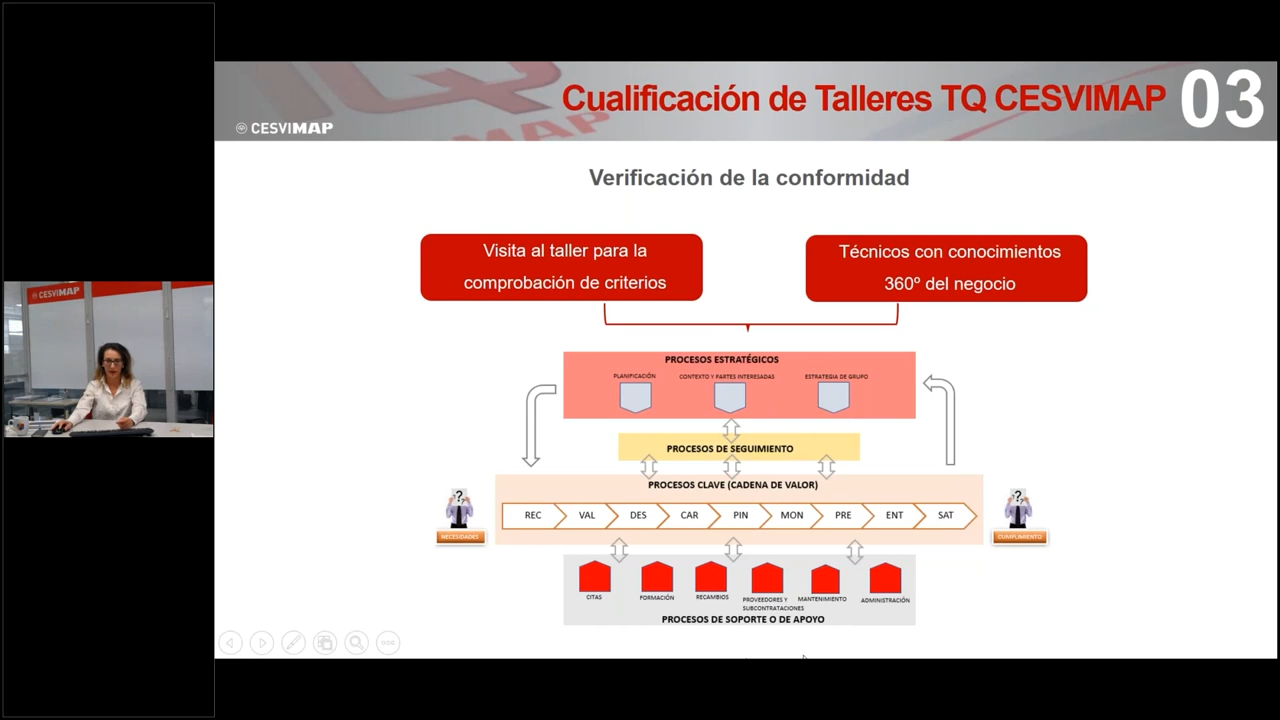 Cualificación de Talleres TQ CESVIMAP
03
CESVIMAP
Verificación de la conformidad
Visita al taller para la
comprobación de criterios
Técnicos con conocimientos
360º del negocio
PROCESOS ESTRATÉGICOS
PLANIFICACIÓN
CONTEXTO Y PARTES INTERESADAS
ESTRATEGIA DE GRUPO
PROCESOS DE SEGUIMIENTO
PROCESOS CLAVE (CADENA DE VALOR)
REC
VAL
DES
CAR
PIN
MON
PRE
ENT
SAT
?
NECESIDADES
?
CUMPLIMIENTO
CITAS
FORMACIÓN
RECAMBIOS
PROVEEDORES Y
SUBCONTRATACIONES
MANTENIMIENTO
ADMINISTRACIÓN
PROCESOS DE SOPORTE O DE APOYO
CESVIMAP